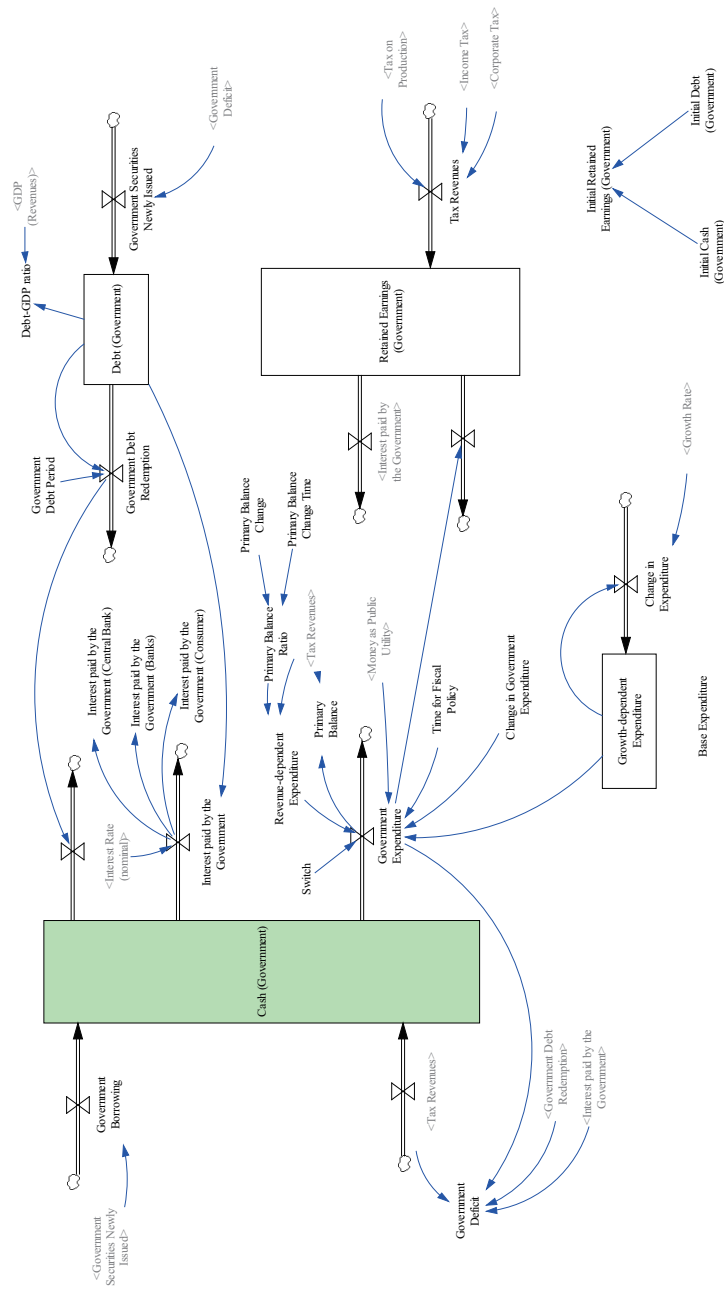 <Government
Securities Newly
Issued>
Government
Borrowing
<Tax Revenues>
Government
Deficit
<Government Debt
Redemption>
<Interest paid by the
Government>
Cash (Government)
<Interest Rate
(nominal)>
Interest paid by the
Government
Interest paid by the
Government (Central Bank)
Interest paid by the
Government (Banks)
Interest paid by the
Government (Consumer)
Switch
Revenue-dependent
Expenditure
Primary
Balance
<Tax Revenues>
Primary Balance
Ratio
Primary Balance
Change
Primary Balance
Change Time
Government
Expenditure
<Money as Public
Utility>
Time for Fiscal
Policy
Change in Government
Expenditure
Growth-dependent
Expenditure
Base Expenditure
Change in
Expenditure
<Growth Rate>
Government
Debt Period
Government Debt
Redemption
Debt (Government)
Debt-GDP ratio
<GDP
(Revenues)>
Government Securities
Newly Issued
<Government
Deficit>
<Interest paid by
the Government>
Retained Earnings
(Government)
Tax Revenues
<Tax on
Production>
<Income Tax>
<Corporate Tax>
Initial Retained
Earnings (Government)
Initial Cash
(Government)
Initial Debt
(Government)